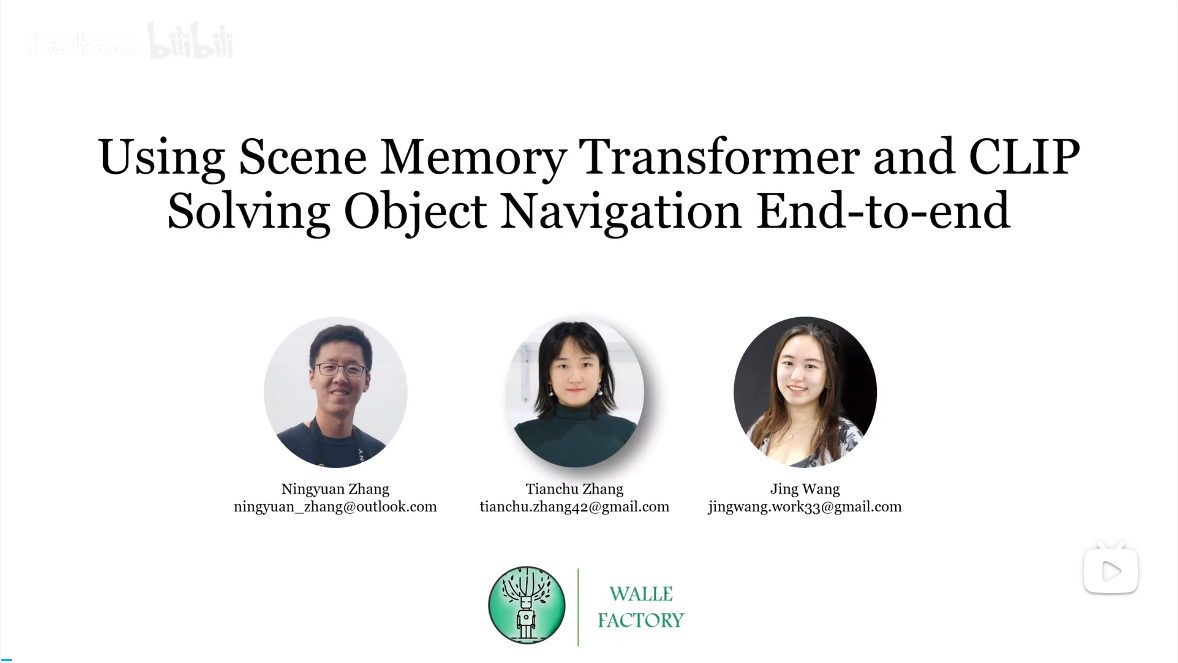 bilibili
Using Scene Memory Transformer and CLIP
Solving Object Navigation End-to-end
Ningyuan Zhang
ningyuan_zhang@outlook.com
Tianchu Zhang
tianchu.zhang42@gmail.com
Jing Wang
jingwang.work33@gmail.com
WALLE
FACTORY